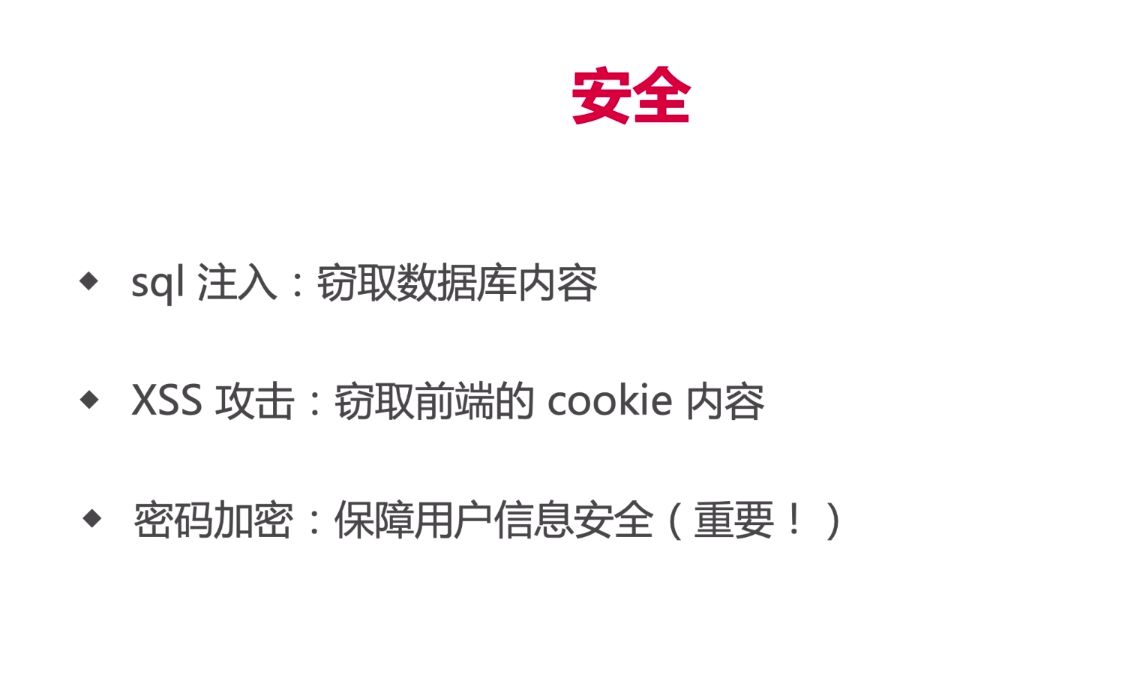 安全
◆ sql 注入：窃取数据库内容
◆ XSS 攻击：窃取前端的 cookie 内容
◆ 密码加密：保障用户信息安全（重要！）